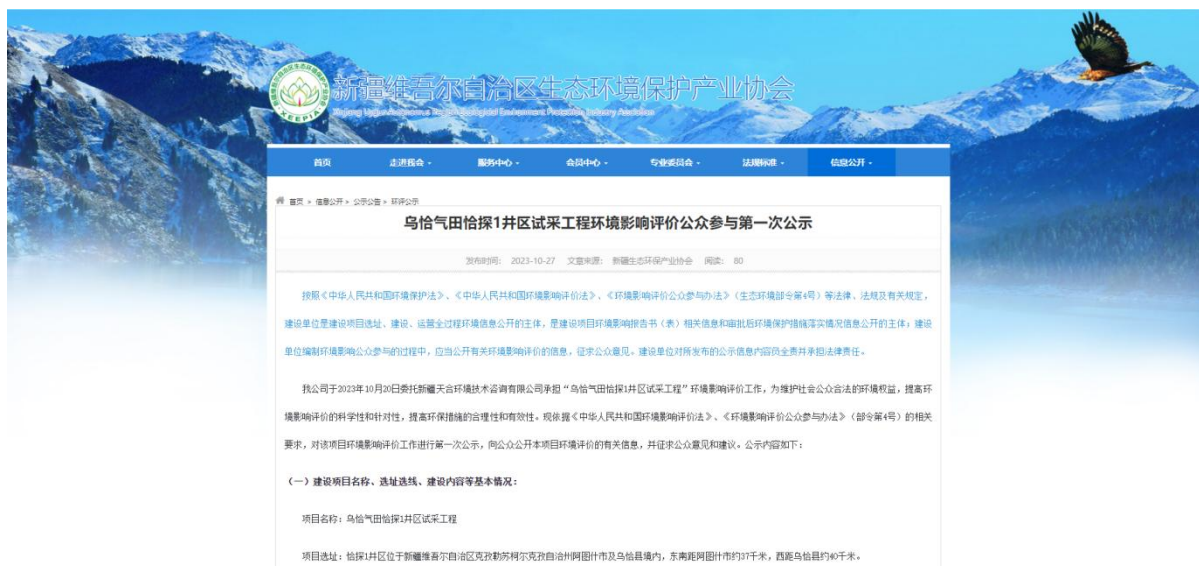 新疆维吾尔自治区生态环境保护产业协会
XEEPIA
首页 走进我会 服务中心 会员中心 专业委员会 法规标准 信息公开
首页 > 信息公开 > 公示公告 > 环评公示
乌恰气田恰探1井区试采工程环境影响评价公众参与第一次公示
发布时间: 2023-10-27 文章来源: 新疆生态环保产业协会 阅读: 80
按照《中华人民共和国环境保护法》、《中华人民共和国环境影响评价法》、《环境影响评价公众参与办法》(生态环境部令第4号)等法律、法规及有关规定,
建设单位是建设项目选址、建设、运营全过程环境信息公开的主体,是建设项目环境影响报告书(表)相关信息和审批后环境保护措施落实情况信息公开的主体;建设
单位编制环境影响公众参与的过程中,应当公开有关环境影响评价的信息,征求公众意见。建设单位对所发布的公示信息内容负全责并承担法律责任。
我公司于2023年10月20日委托新疆天合环境技术咨询有限公司承担“乌恰气田恰探1井区试采工程”环境影响评价工作,为维护社会公众合法的环境权益,提高环
境影响评价的科学性和针对性,提高环保措施的合理性和有效性。现依据《中华人民共和国环境影响评价法》、《环境影响评价公众参与办法》(部令第4号)的相关
要求,对该项目环境影响评价工作进行第一次公示,向公众公开本项目环境评价的有关信息,并征求公众意见和建议。公示内容如下:
(一)建设项目名称、选址选线、建设内容等基本情况:
项目名称:乌恰气田恰探1井区试采工程
项目选址:恰探1井区位于新疆维吾尔自治区克孜勒苏柯尔克孜自治州阿图什市及乌恰县境内,东南距阿图什市约37千米,西距乌恰县约40千米。